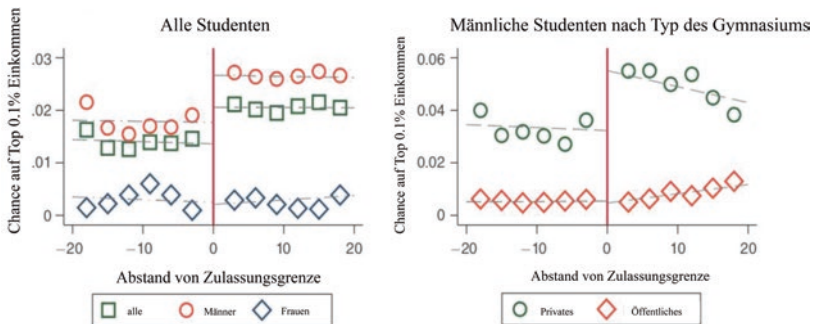 Alle Studenten
Chance auf Top 0.1% Einkommen
.03
.02
.01
0
−20 −10 0 10 20
Abstand von Zulassungsgrenze
alle Männer Frauen
Männliche Studenten nach Typ des Gymnasiums
Chance auf Top 0.1% Einkommen
0.06
0.04
0.02
0
−20 −10 0 10 20
Abstand von Zulassungsgrenze
Privates Öffentliches